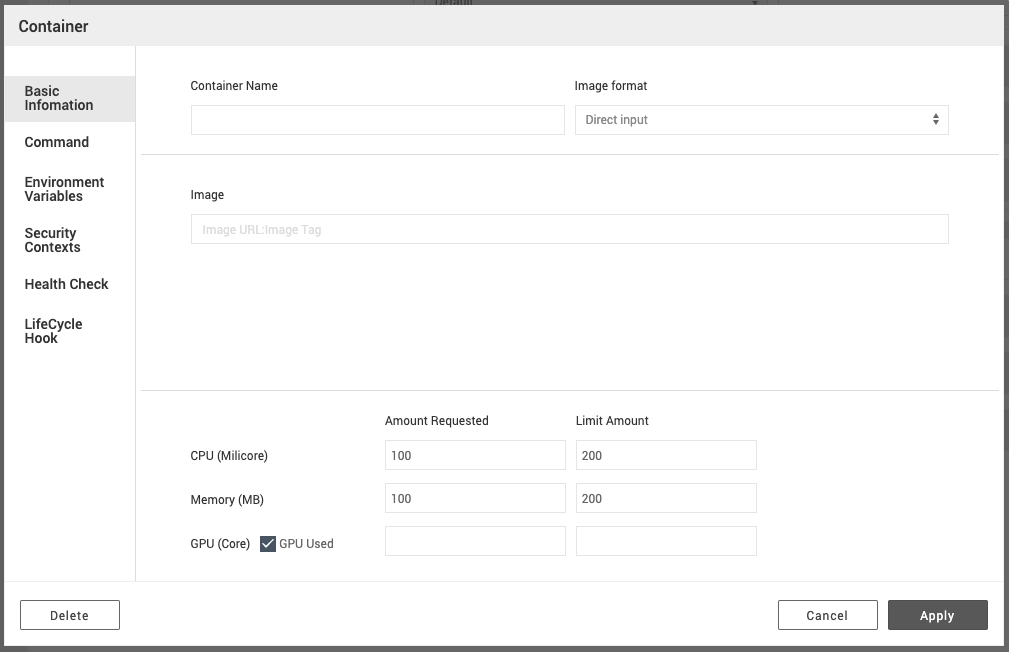 Default
Container
Basic
Infomation
Command
Environment
Variables
Security
Contexts
Health Check
LifeCycle
Hook
Container Name
Image format
Direct input
Image
Image URL:Image Tag
Amount Requested
Limit Amount
CPU (Milicore)
100
200
Memory (MB)
100
200
GPU (Core)
GPU Used
Delete
Cancel
Apply